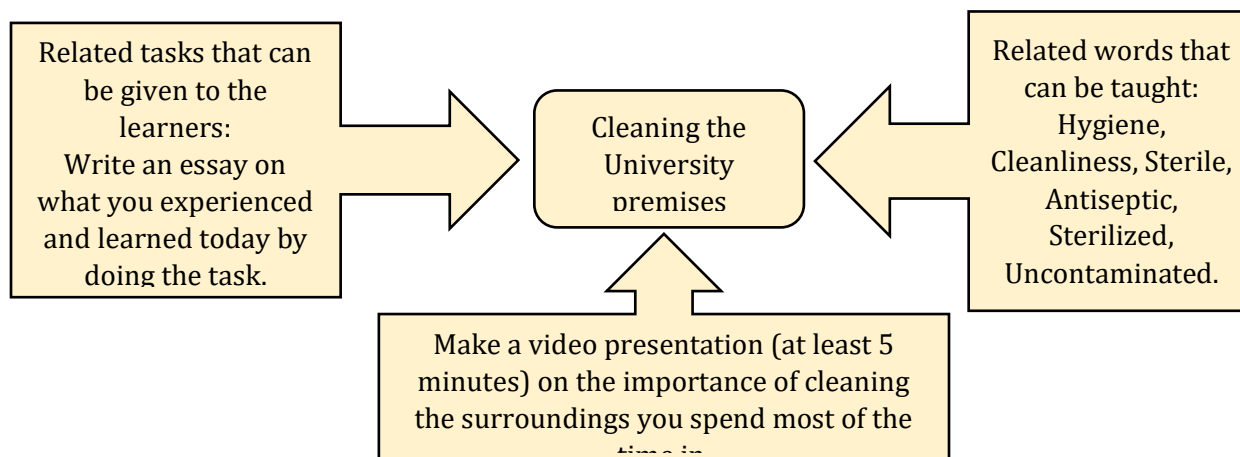 Related tasks that can
be given to the
learners:
Write an essay on
what you experienced
and learned today by
doing the task.
Cleaning the
University
premises
Related words that
can be taught:
Hygiene,
Cleanliness, Sterile,
Antiseptic,
Sterilized,
Uncontaminated.
Make a video presentation (at least 5
minutes) on the importance of cleaning
the surroundings you spend most of the
time in